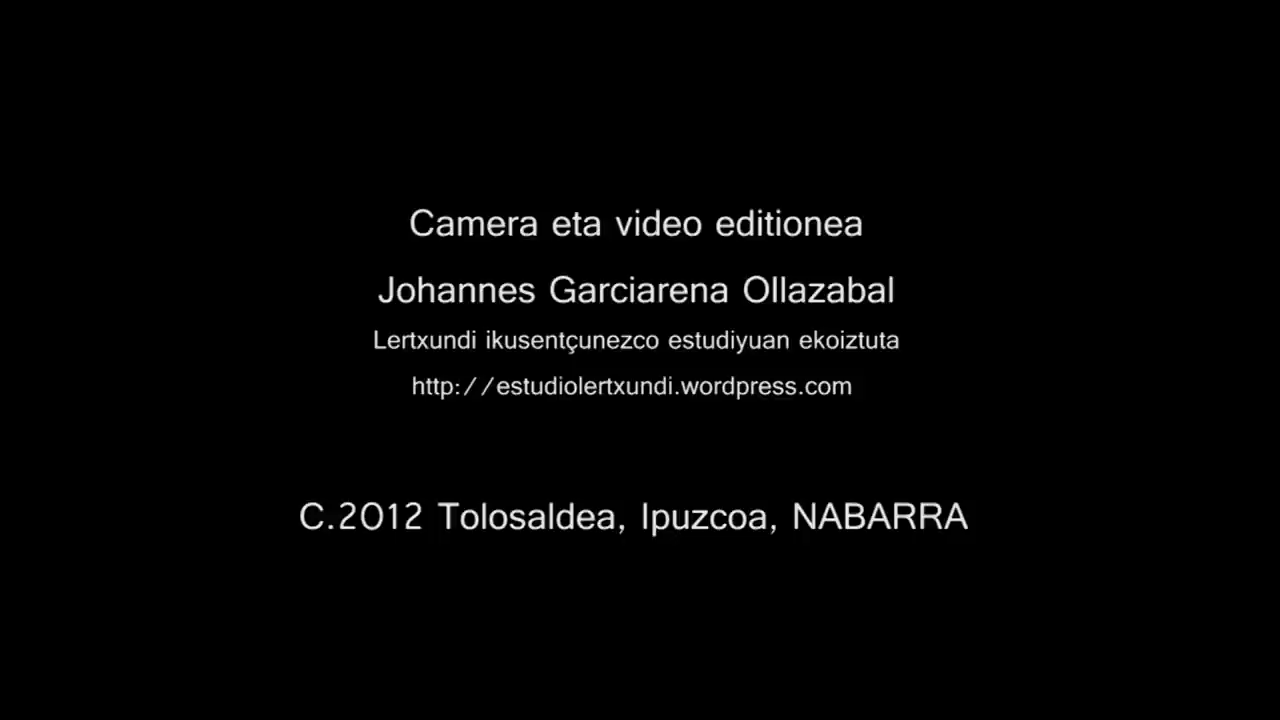 Camera eta video editionea
Johannes Garciarena Ollazabal
Lertxundi ikusentçunezco estudiyuan ekoiztuta
http://estudiolertxundi.wordpress.com
C.2012 Tolosaldea, Ipuzcoa, NABARRA